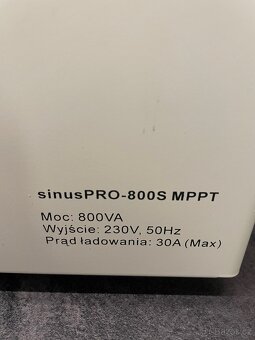 sinusPRO-800S MPPT
Moc: 800VA
Wyjście: 230V, 50Hz
Prąd ładowania: 30A (Max)